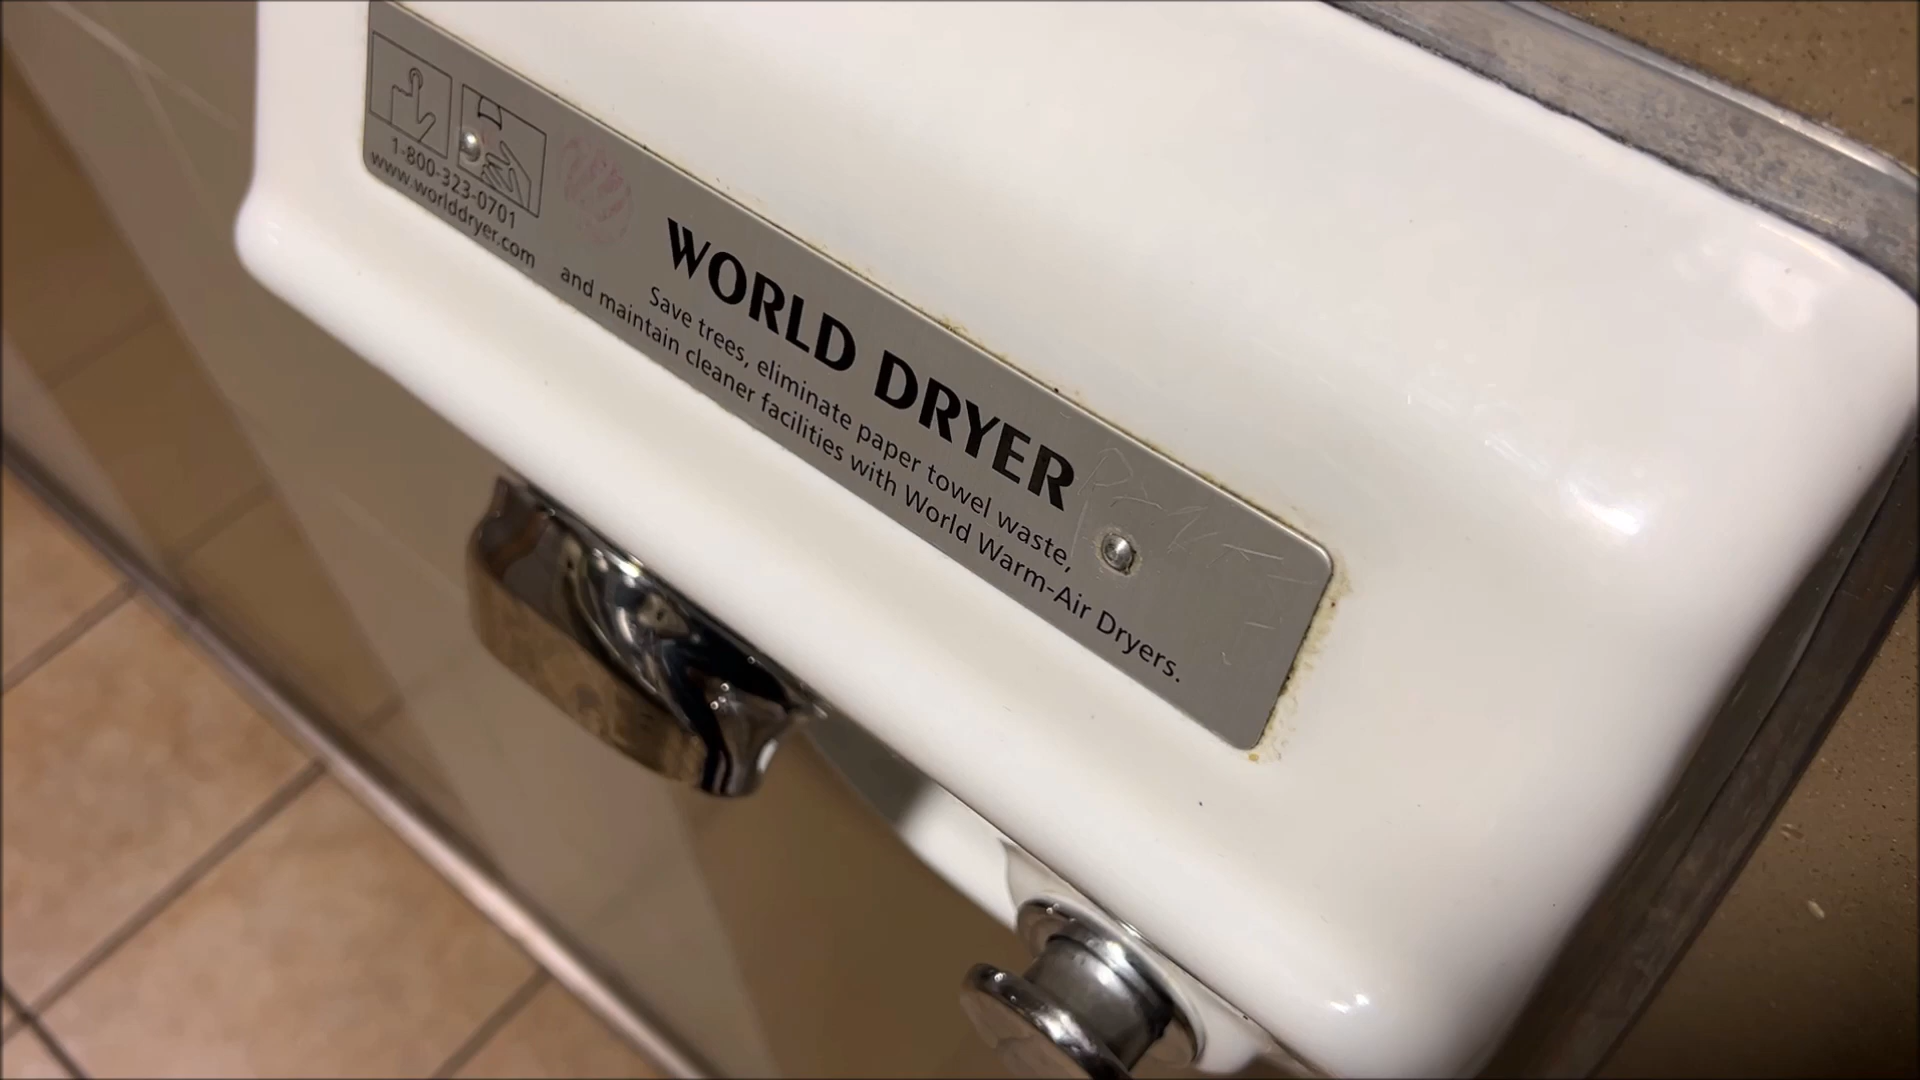 1-800-323-0701
www.worlddryer.com
WORLD DRYER
Save trees, eliminate paper towel waste,
and maintain cleaner facilities with World Warm-Air Dryers.